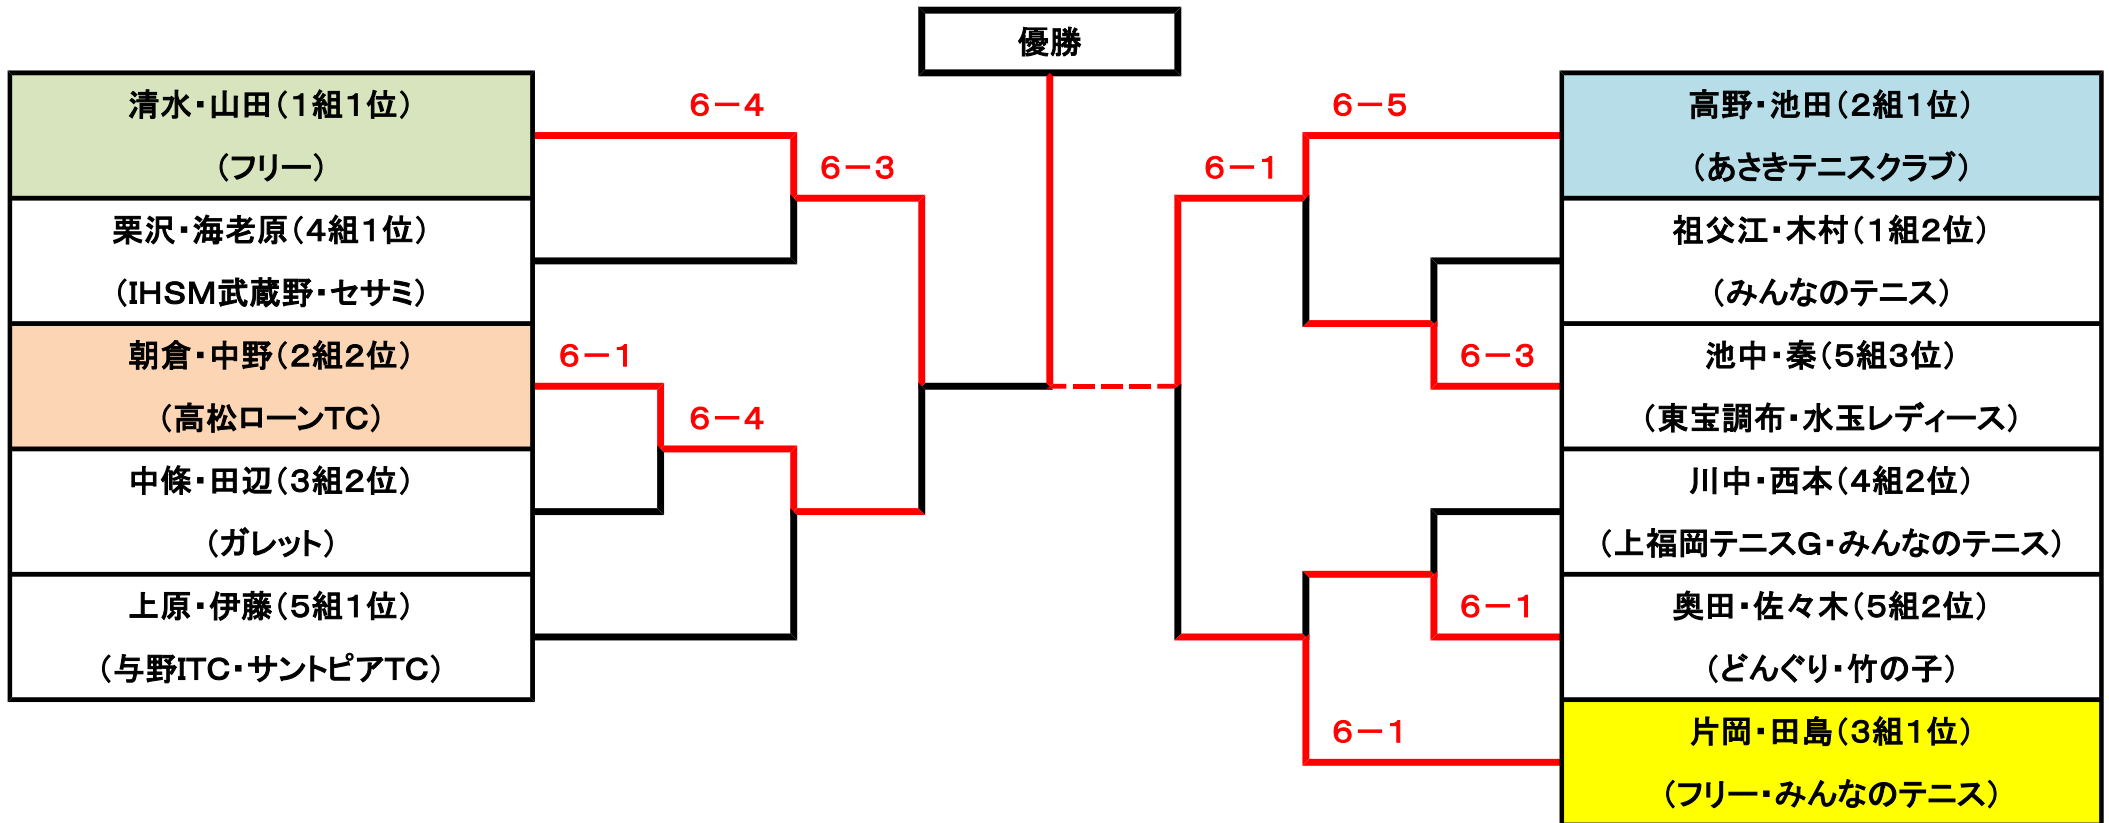 優勝
清水・山田（１組１位）
（フリー）
栗沢・海老原（４組１位）
（IHSM武蔵野・セサミ）
朝倉・中野（２組２位）
（高松ローンTC）
中條・田辺（３組２位）
（ガレット）
上原・伊藤（５組１位）
（与野ITC・サントピアTC）
６－４
６－３
６－１
６－４
６－５
６－１
６－３
６－１
６－１
高野・池田（２組１位）
（あさきテニスクラブ）
祖父江・木村（１組２位）
（みんなのテニス）
池中・秦（５組３位）
（東宝調布・水玉レディース）
川中・西本（４組２位）
（上福岡テニスG・みんなのテニス）
奥田・佐々木（５組２位）
（どんぐり・竹の子）
片岡・田島（３組１位）
（フリー・みんなのテニス）